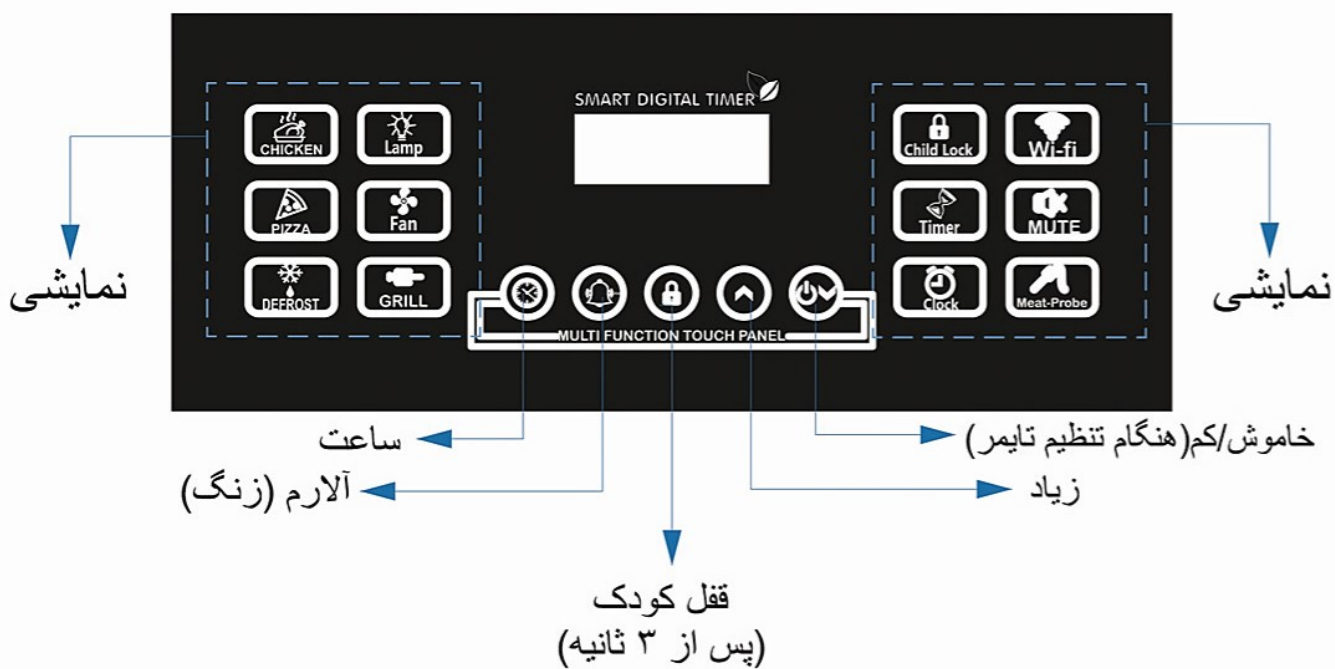 SMART DIGITAL TIMER
CHICKEN
Lamp
PIZZA
Fan
DEFROST
GRILL
Child Lock
Wi-fi
Timer
MUTE
Clock
Meat-Probe
MULTI FUNCTION TOUCH PANEL
نمایشی
نمایشی
ساعت
آلارم (زنگ)
قفل کودک
(پس از ۳ ثانیه)
زیاد
خاموش/کم(هنگام تنظیم تایمر)